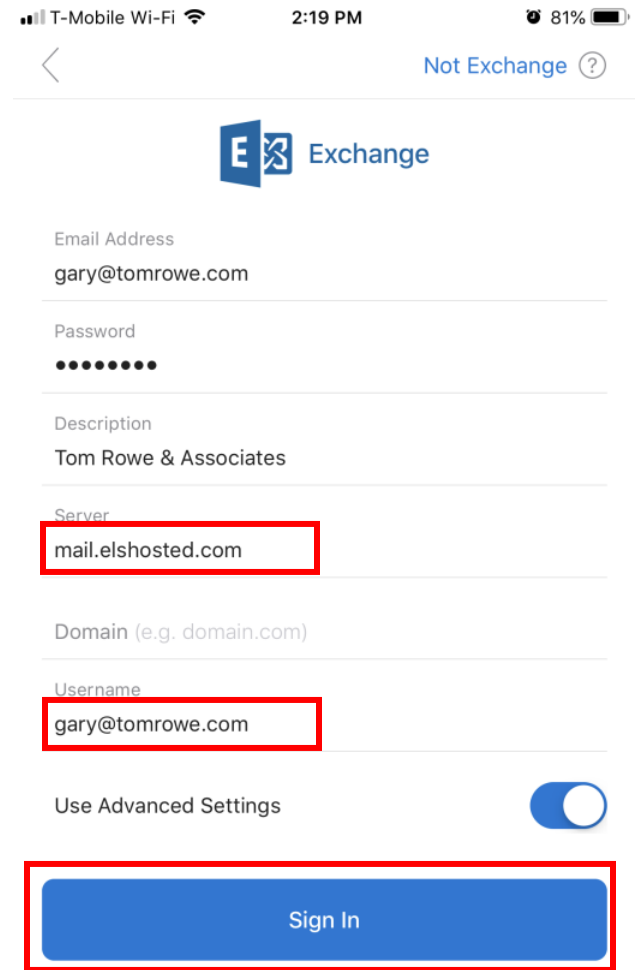 T-Mobile Wi-Fi 2:19 PM 81%
Not Exchange ?
E Exchange
Email Address
gary@tomrowe.com
Password
••••••••
Description
Tom Rowe & Associates
Server
mail.elshosted.com
Domain (e.g. domain.com)
Username
gary@tomrowe.com
Use Advanced Settings
Sign In